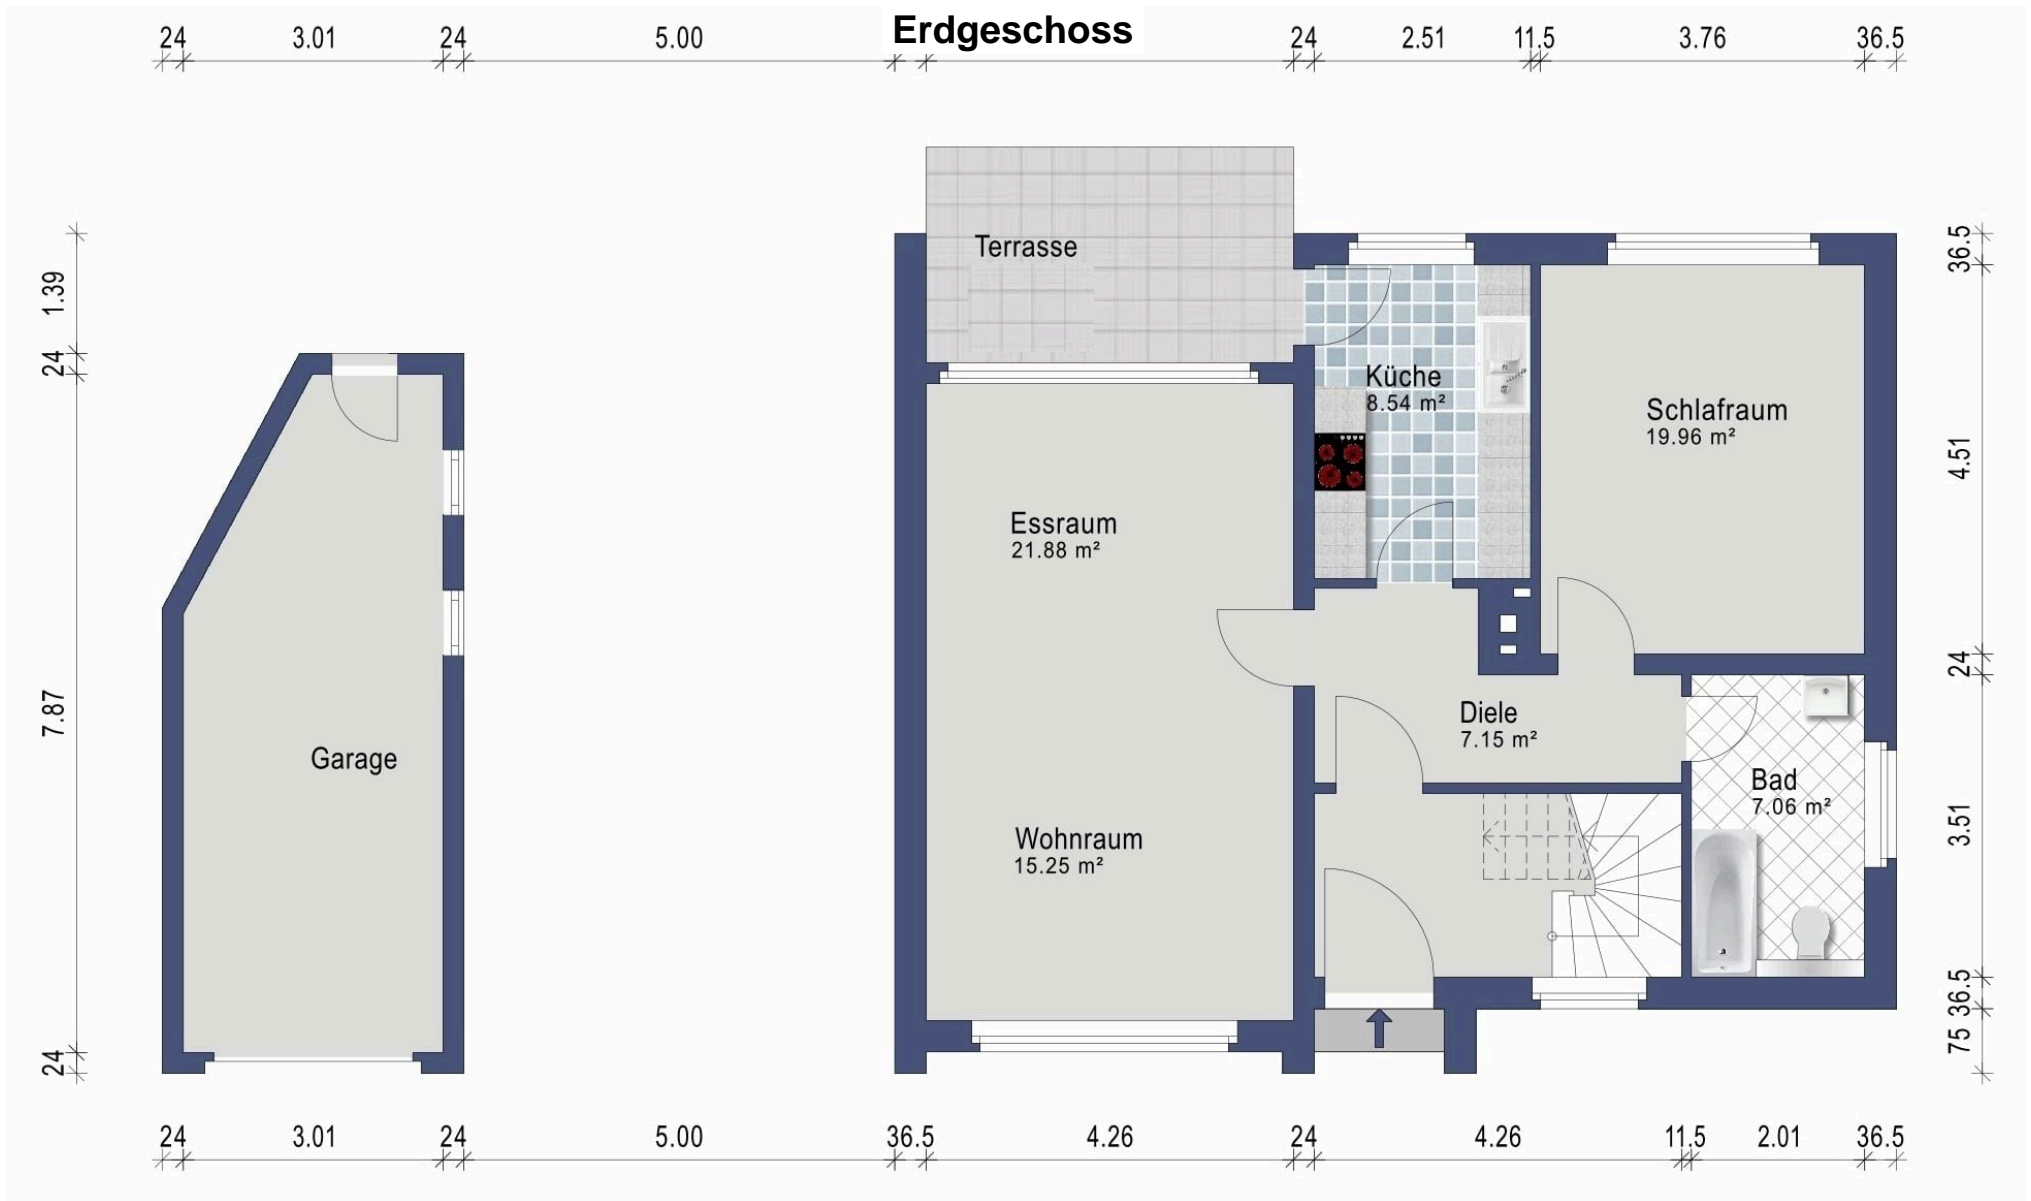 Erdgeschoss
24 3.01 24 5.00 24 2.51 11.5 3.76 36.5
Terrasse
36.5
1.39
24
Küche
8.54 m²
Schlafraum
19.96 m²
4.51
Essraum
21.88 m²
24
7.87
Diele
7.15 m²
Garage
Bad
7.06 m²
3.51
Wohnraum
15.25 m²
36.5
75
24
24 3.01 24 5.00 36.5 4.26 24 4.26 11.5 2.01 36.5